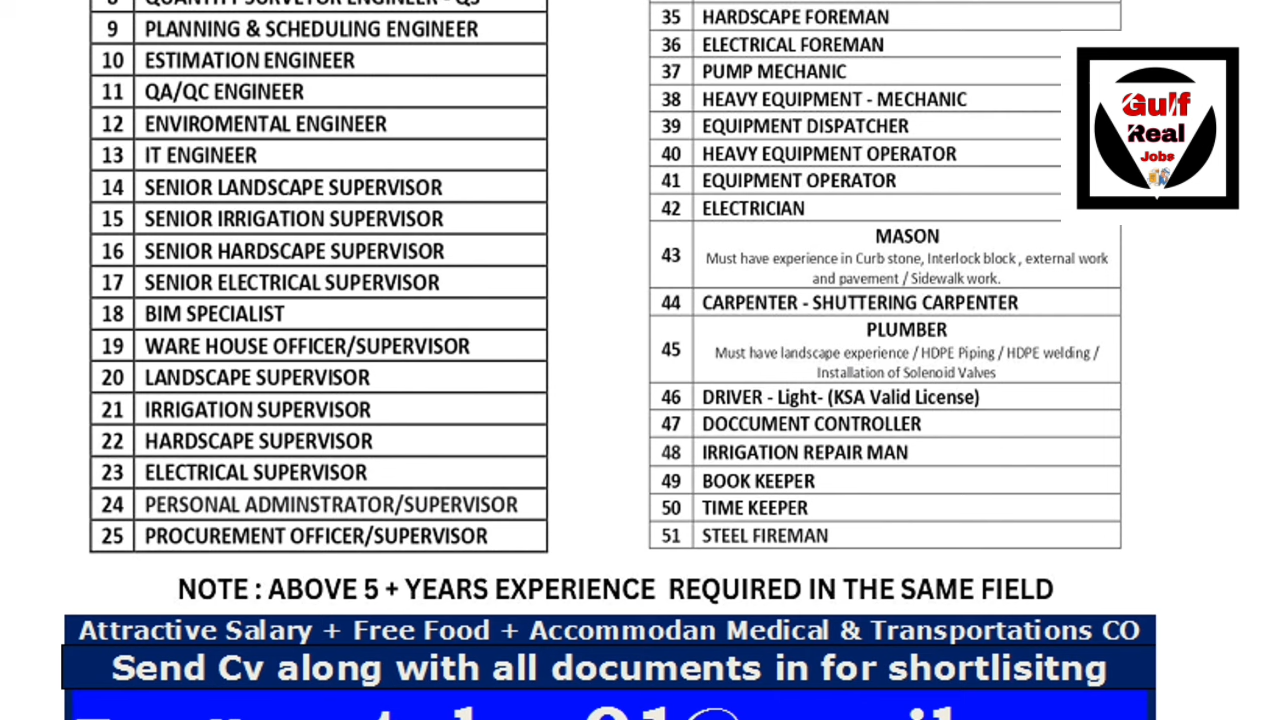 8 QUANTITY SURVEYOR ENGINEER - QS
9 PLANNING & SCHEDULING ENGINEER
10 ESTIMATION ENGINEER
11 QA/QC ENGINEER
12 ENVIROMENTAL ENGINEER
13 IT ENGINEER
14 SENIOR LANDSCAPE SUPERVISOR
15 SENIOR IRRIGATION SUPERVISOR
16 SENIOR HARDSCAPE SUPERVISOR
17 SENIOR ELECTRICAL SUPERVISOR
18 BIM SPECIALIST
19 WARE HOUSE OFFICER/SUPERVISOR
20 LANDSCAPE SUPERVISOR
21 IRRIGATION SUPERVISOR
22 HARDSCAPE SUPERVISOR
23 ELECTRICAL SUPERVISOR
24 PERSONAL ADMINSTRATOR/SUPERVISOR
25 PROCUREMENT OFFICER/SUPERVISOR
35 HARDSCAPE FOREMAN
36 ELECTRICAL FOREMAN
37 PUMP MECHANIC
38 HEAVY EQUIPMENT - MECHANIC
39 EQUIPMENT DISPATCHER
40 HEAVY EQUIPMENT OPERATOR
41 EQUIPMENT OPERATOR
42 ELECTRICIAN
43 MASON
Must have experience in Curb stone, Interlock block , external work
and pavement / Sidewalk work.
44 CARPENTER - SHUTTERING CARPENTER
45 PLUMBER
Must have landscape experience / HDPE Piping / HDPE welding /
Installation of Solenoid Valves
46 DRIVER - Light- (KSA Valid License)
47 DOCCUMENT CONTROLLER
48 IRRIGATION REPAIR MAN
49 BOOK KEEPER
50 TIME KEEPER
51 STEEL FIREMAN
Gulf
Real
Jobs
NOTE : ABOVE 5 + YEARS EXPERIENCE REQUIRED IN THE SAME FIELD
Attractive Salary + Free Food + Accommodan Medical & Transportations CO
Send Cv along with all documents in for shortlisitng